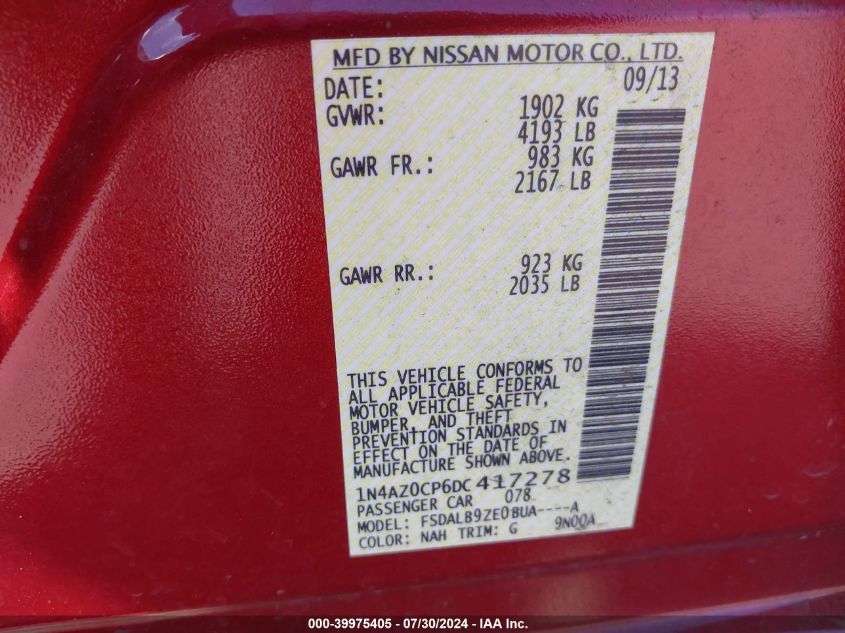 MFD BY NISSAN MOTOR CO., LTD.
DATE: 09/13
GVWR: 1902 KG
4193 LB
GAWR FR.: 983 KG
2167 LB
GAWR RR.: 923 KG
2035 LB
THIS VEHICLE CONFORMS TO
ALL APPLICABLE FEDERAL
MOTOR VEHICLE SAFETY,
BUMPER, AND THEFT
PREVENTION STANDARDS IN
EFFECT ON THE DATE OF
MANUFACTURE SHOWN ABOVE.
1N4AZ0CP6DC417278
PASSENGER CAR 078
MODEL: FSDALB9ZE0BUA----A
COLOR: NAH TRIM: G 9N00A
000-39975405 - 07/30/2024 - IAA Inc.